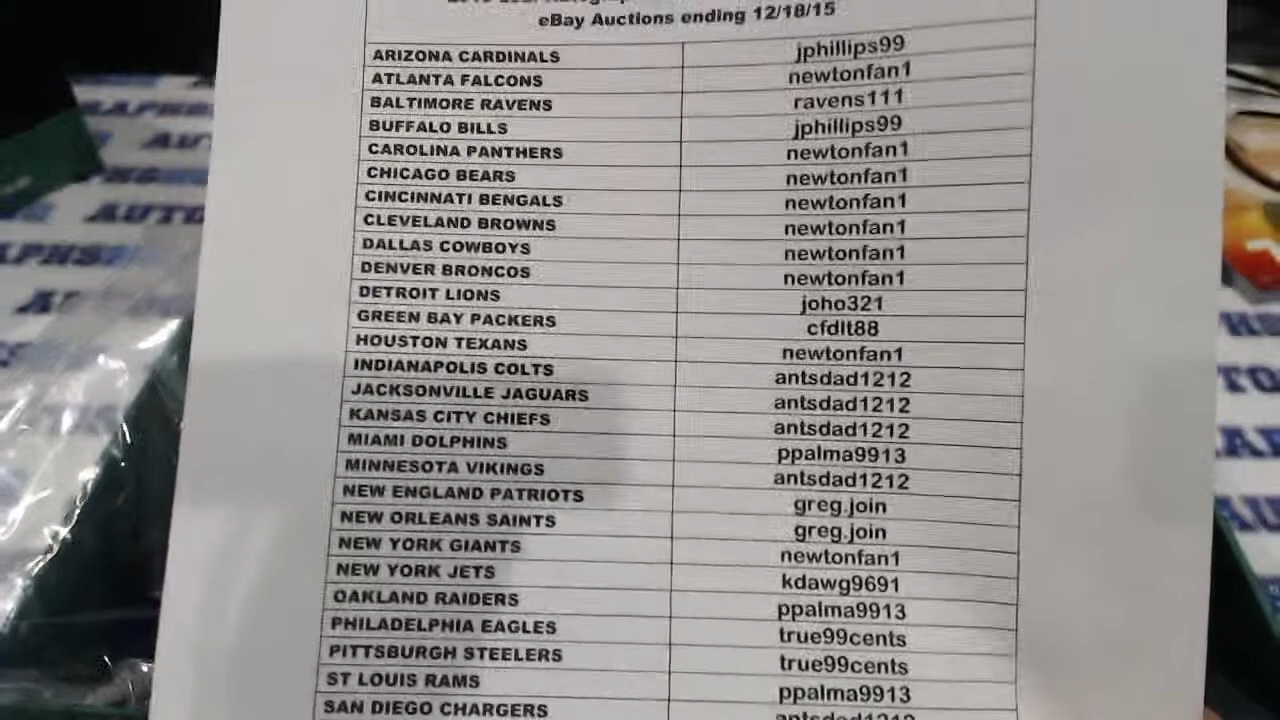 eBay Auctions ending 12/18/15
ARIZONA CARDINALS jphillips99
ATLANTA FALCONS newtonfan1
BALTIMORE RAVENS ravens111
BUFFALO BILLS jphillips99
CAROLINA PANTHERS newtonfan1
CHICAGO BEARS newtonfan1
CINCINNATI BENGALS newtonfan1
CLEVELAND BROWNS newtonfan1
DALLAS COWBOYS newtonfan1
DENVER BRONCOS newtonfan1
DETROIT LIONS joho321
GREEN BAY PACKERS cfdlt88
HOUSTON TEXANS newtonfan1
INDIANAPOLIS COLTS antsdad1212
JACKSONVILLE JAGUARS antsdad1212
KANSAS CITY CHIEFS antsdad1212
MIAMI DOLPHINS ppalma9913
MINNESOTA VIKINGS antsdad1212
NEW ENGLAND PATRIOTS greg.join
NEW ORLEANS SAINTS greg.join
NEW YORK GIANTS newtonfan1
NEW YORK JETS kdawg9691
OAKLAND RAIDERS ppalma9913
PHILADELPHIA EAGLES true99cents
PITTSBURGH STEELERS true99cents
ST LOUIS RAMS ppalma9913
SAN DIEGO CHARGERS antsdad1212